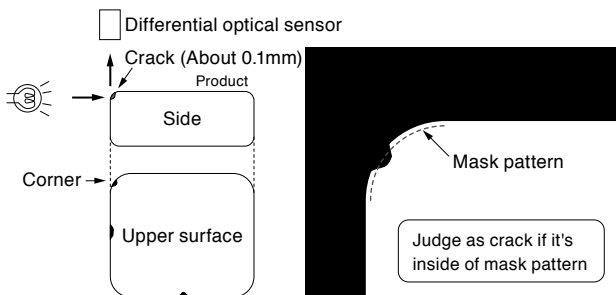 Differential optical sensor
Crack (About 0.1mm)
Product
Side
Corner
Upper surface
Mask pattern
Judge as crack if it's
inside of mask pattern